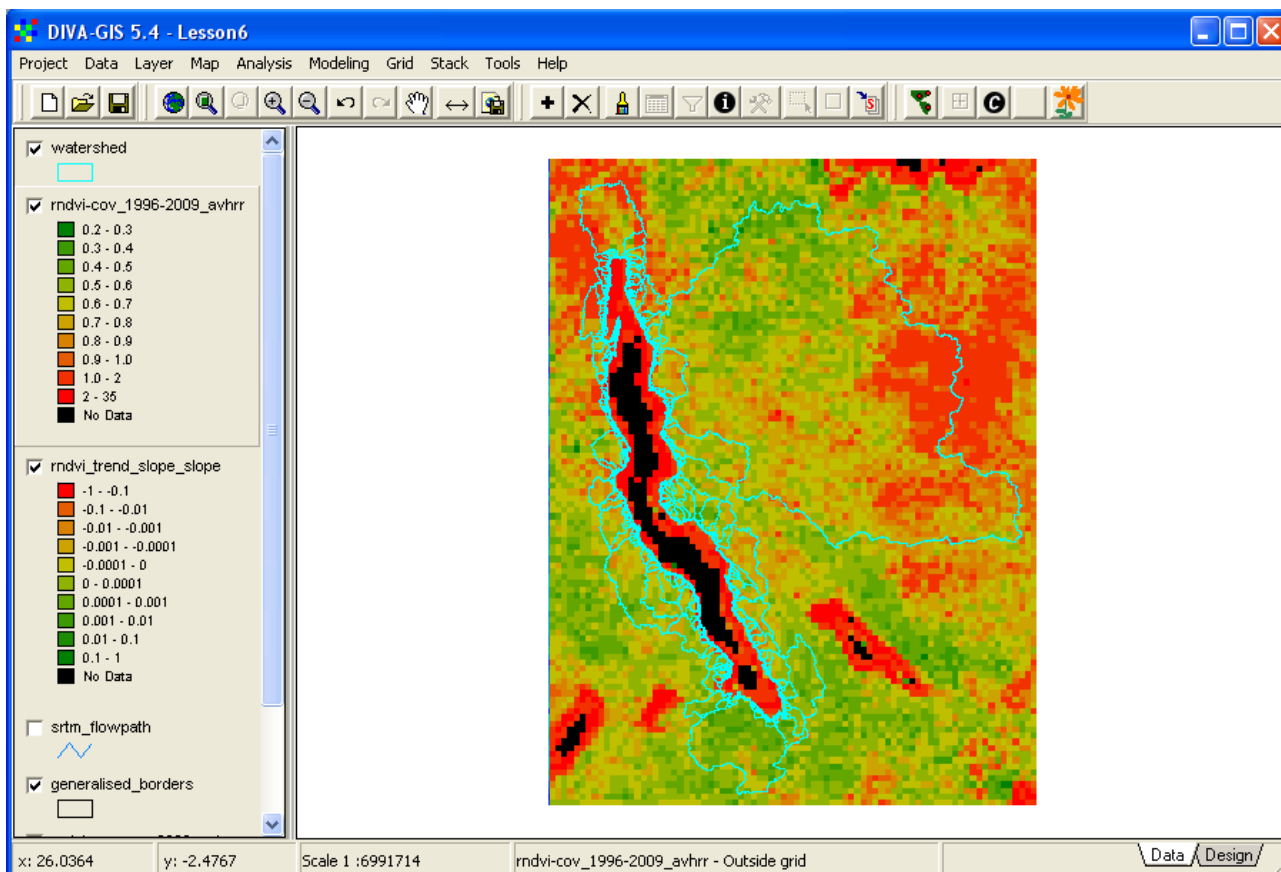 DIVA-GIS 5.4 - Lesson6
Project Data Layer Map Analysis Modeling Grid Stack Tools Help
watershed
rndvi-cov_1996-2009_avhrr
0.2 - 0.3
0.3 - 0.4
0.4 - 0.5
0.5 - 0.6
0.6 - 0.7
0.7 - 0.8
0.8 - 0.9
0.9 - 1.0
1.0 - 2
2 - 35
No Data
rndvi_trend_slope_slope
-1 - -0.1
-0.1 - -0.01
-0.01 - -0.001
-0.001 - -0.0001
-0.0001 - 0
0 - 0.0001
0.0001 - 0.001
0.001 - 0.01
0.01 - 0.1
0.1 - 1
No Data
srtm_flowpath
generalised_borders
x: 26.0364 y: -2.4767 Scale 1 :6991714 rndvi-cov_1996-2009_avhrr - Outside grid Data Design